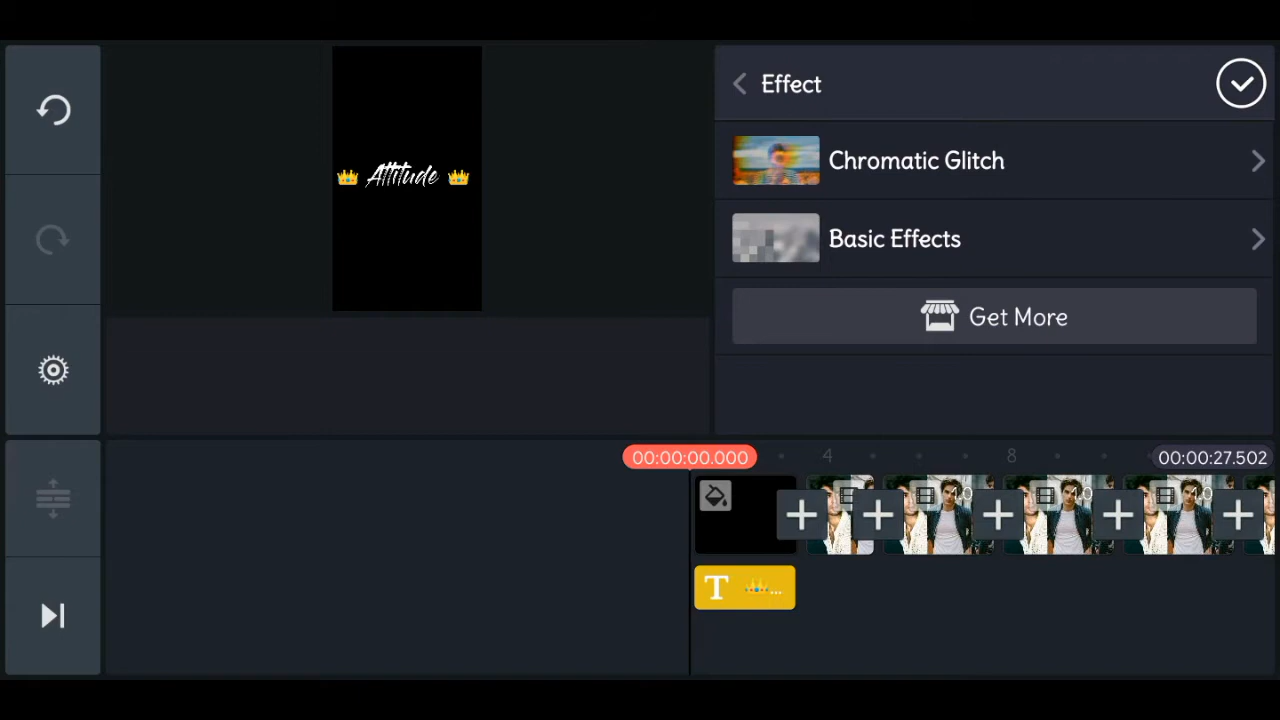 Effect
👑 Attitude 👑
Chromatic Glitch
Basic Effects
Get More
00:00:00.000
4
8
00:00:27.502
T 👑...